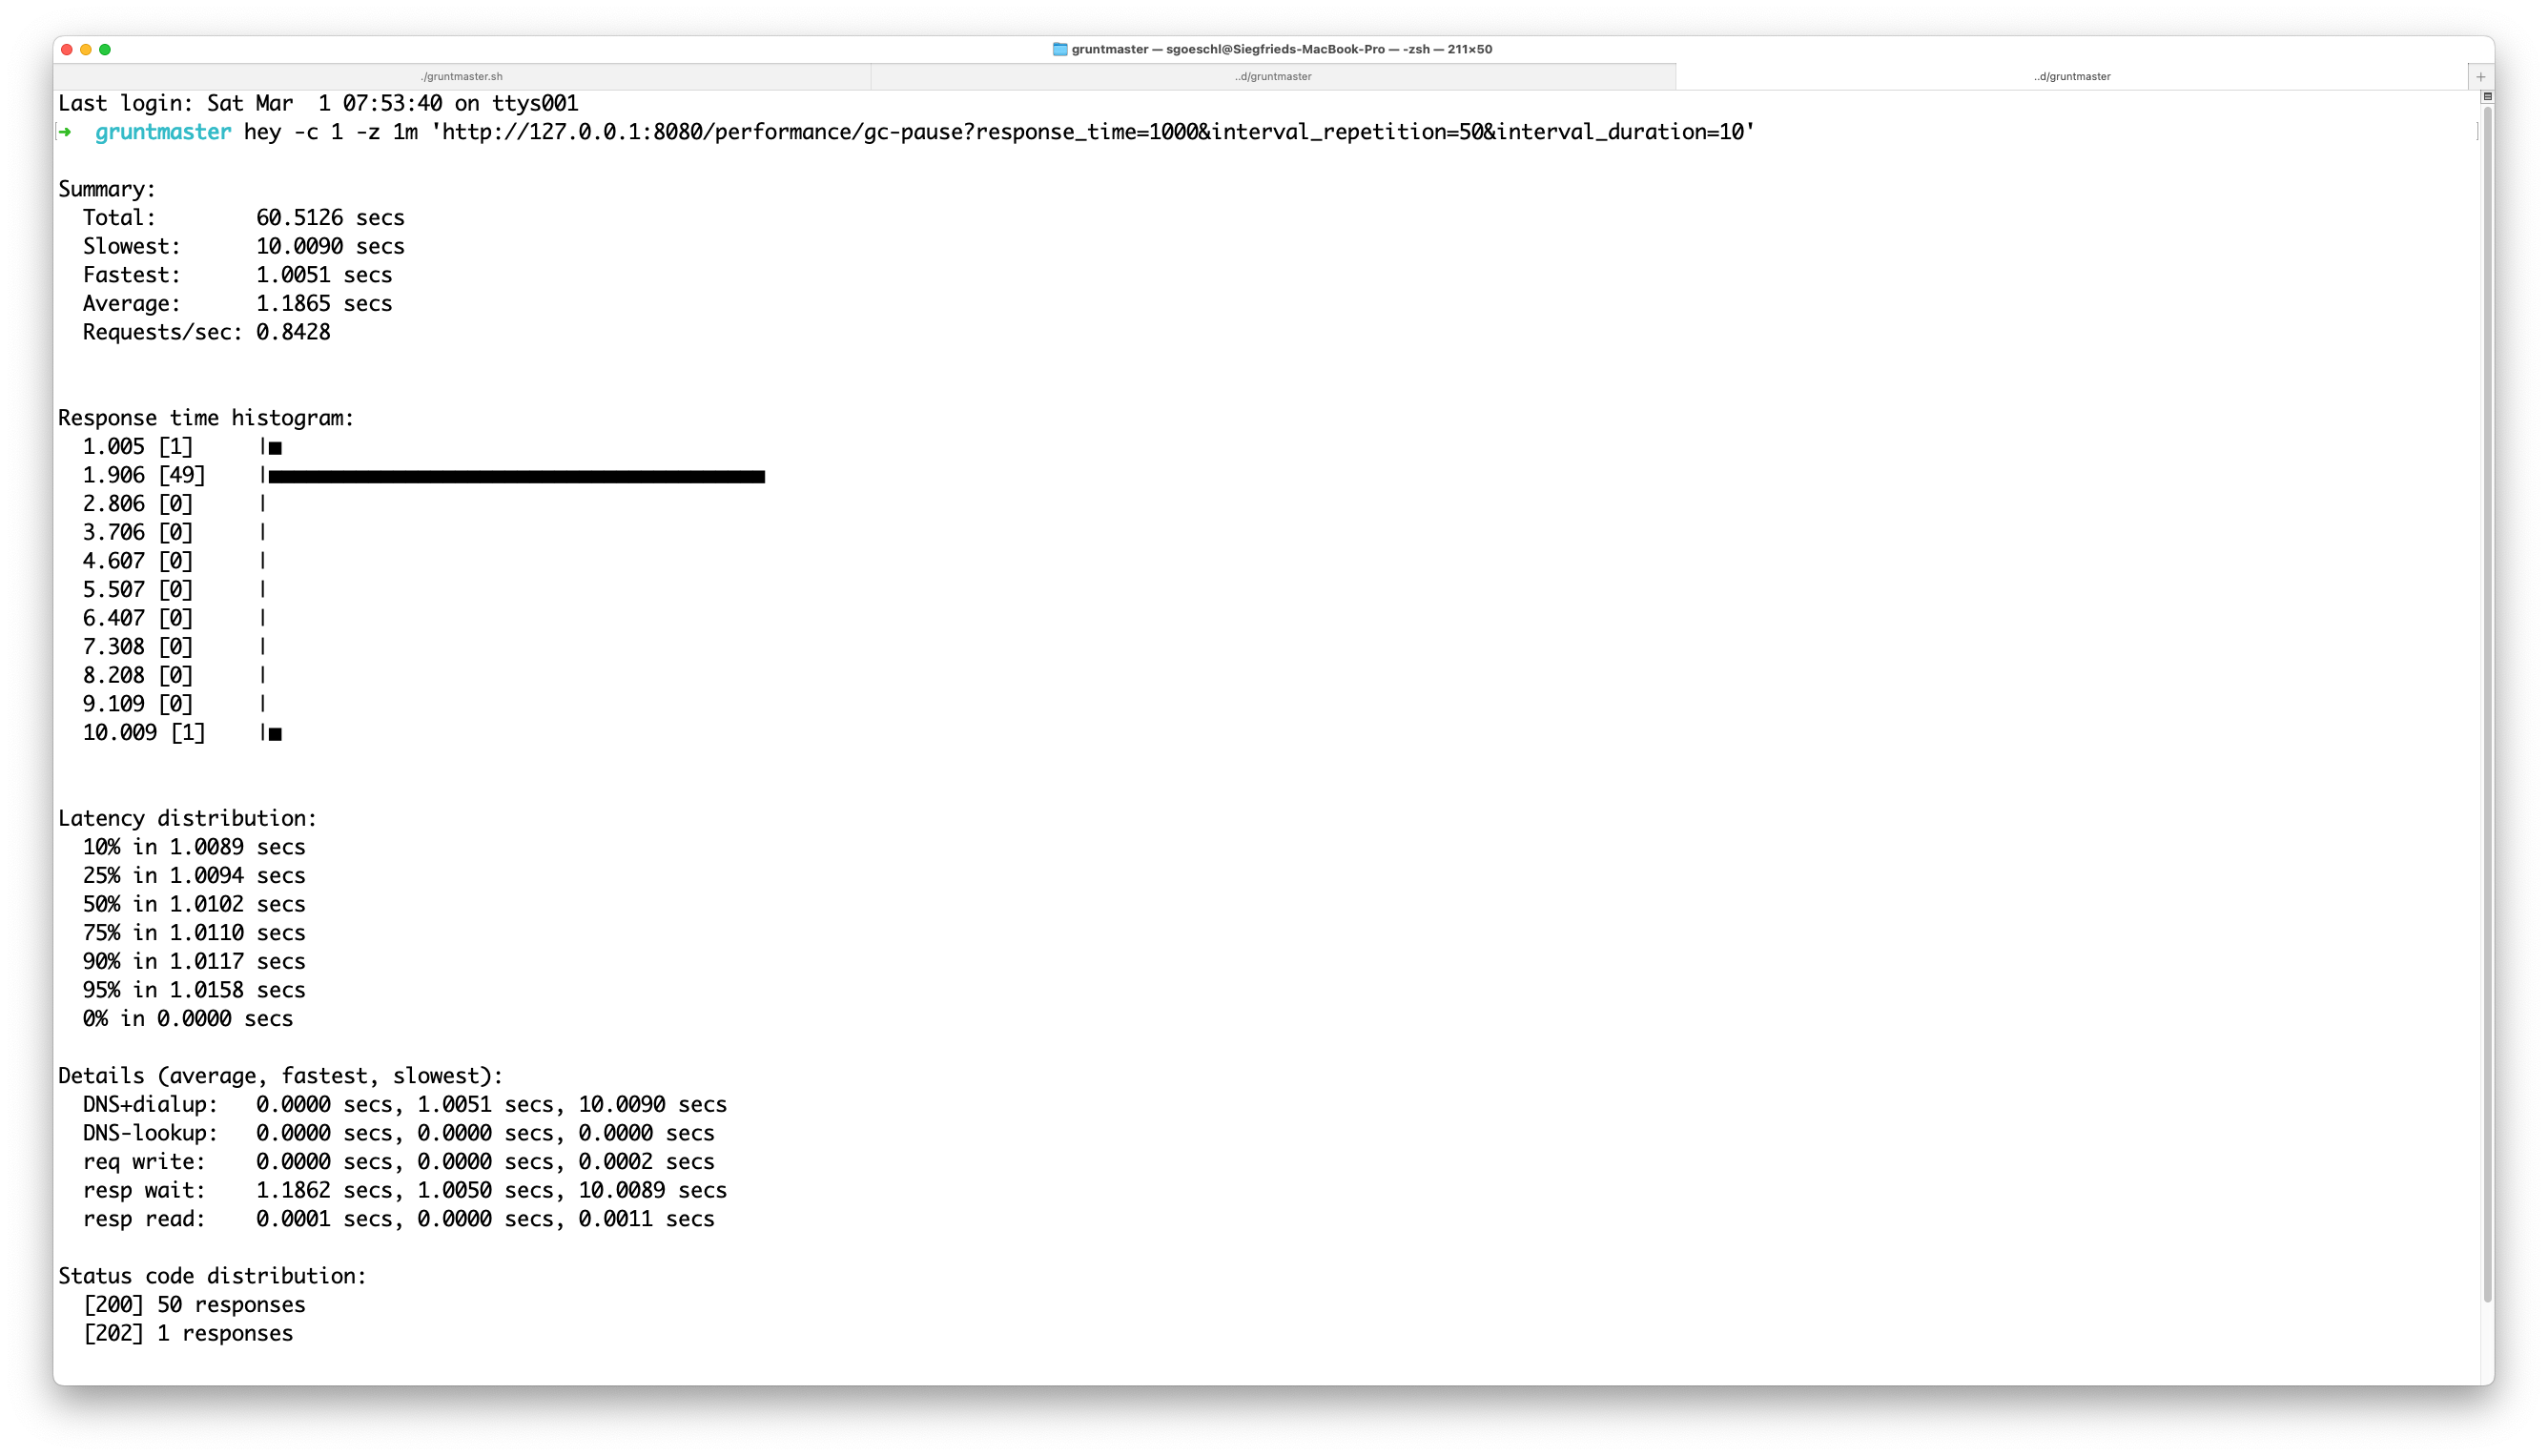 gruntmaster — sgoeschl@Siegfrieds-MacBook-Pro — -zsh — 211×50
./gruntmaster.sh ..d/gruntmaster ..d/gruntmaster +
Last login: Sat Mar  1 07:53:40 on ttys001
➜  gruntmaster hey -c 1 -z 1m 'http://127.0.0.1:8080/performance/gc-pause?response_time=1000&interval_repetition=50&interval_duration=10'
Summary:
  Total:        60.5126 secs
  Slowest:      10.0090 secs
  Fastest:      1.0051 secs
  Average:      1.1865 secs
  Requests/sec: 0.8428
Response time histogram:
  1.005 [1]     |■
  1.906 [49]    |■■■■■■■■■■■■■■■■■■■■■■■■■■■■■■■■■■■■■■■■
  2.806 [0]     |
  3.706 [0]     |
  4.607 [0]     |
  5.507 [0]     |
  6.407 [0]     |
  7.308 [0]     |
  8.208 [0]     |
  9.109 [0]     |
  10.009 [1]    |■
Latency distribution:
  10% in 1.0089 secs
  25% in 1.0094 secs
  50% in 1.0102 secs
  75% in 1.0110 secs
  90% in 1.0117 secs
  95% in 1.0158 secs
  0% in 0.0000 secs
Details (average, fastest, slowest):
  DNS+dialup:   0.0000 secs, 1.0051 secs, 10.0090 secs
  DNS-lookup:   0.0000 secs, 0.0000 secs, 0.0000 secs
  req write:    0.0000 secs, 0.0000 secs, 0.0002 secs
  resp wait:    1.1862 secs, 1.0050 secs, 10.0089 secs
  resp read:    0.0001 secs, 0.0000 secs, 0.0011 secs
Status code distribution:
  [200] 50 responses
  [202] 1 responses